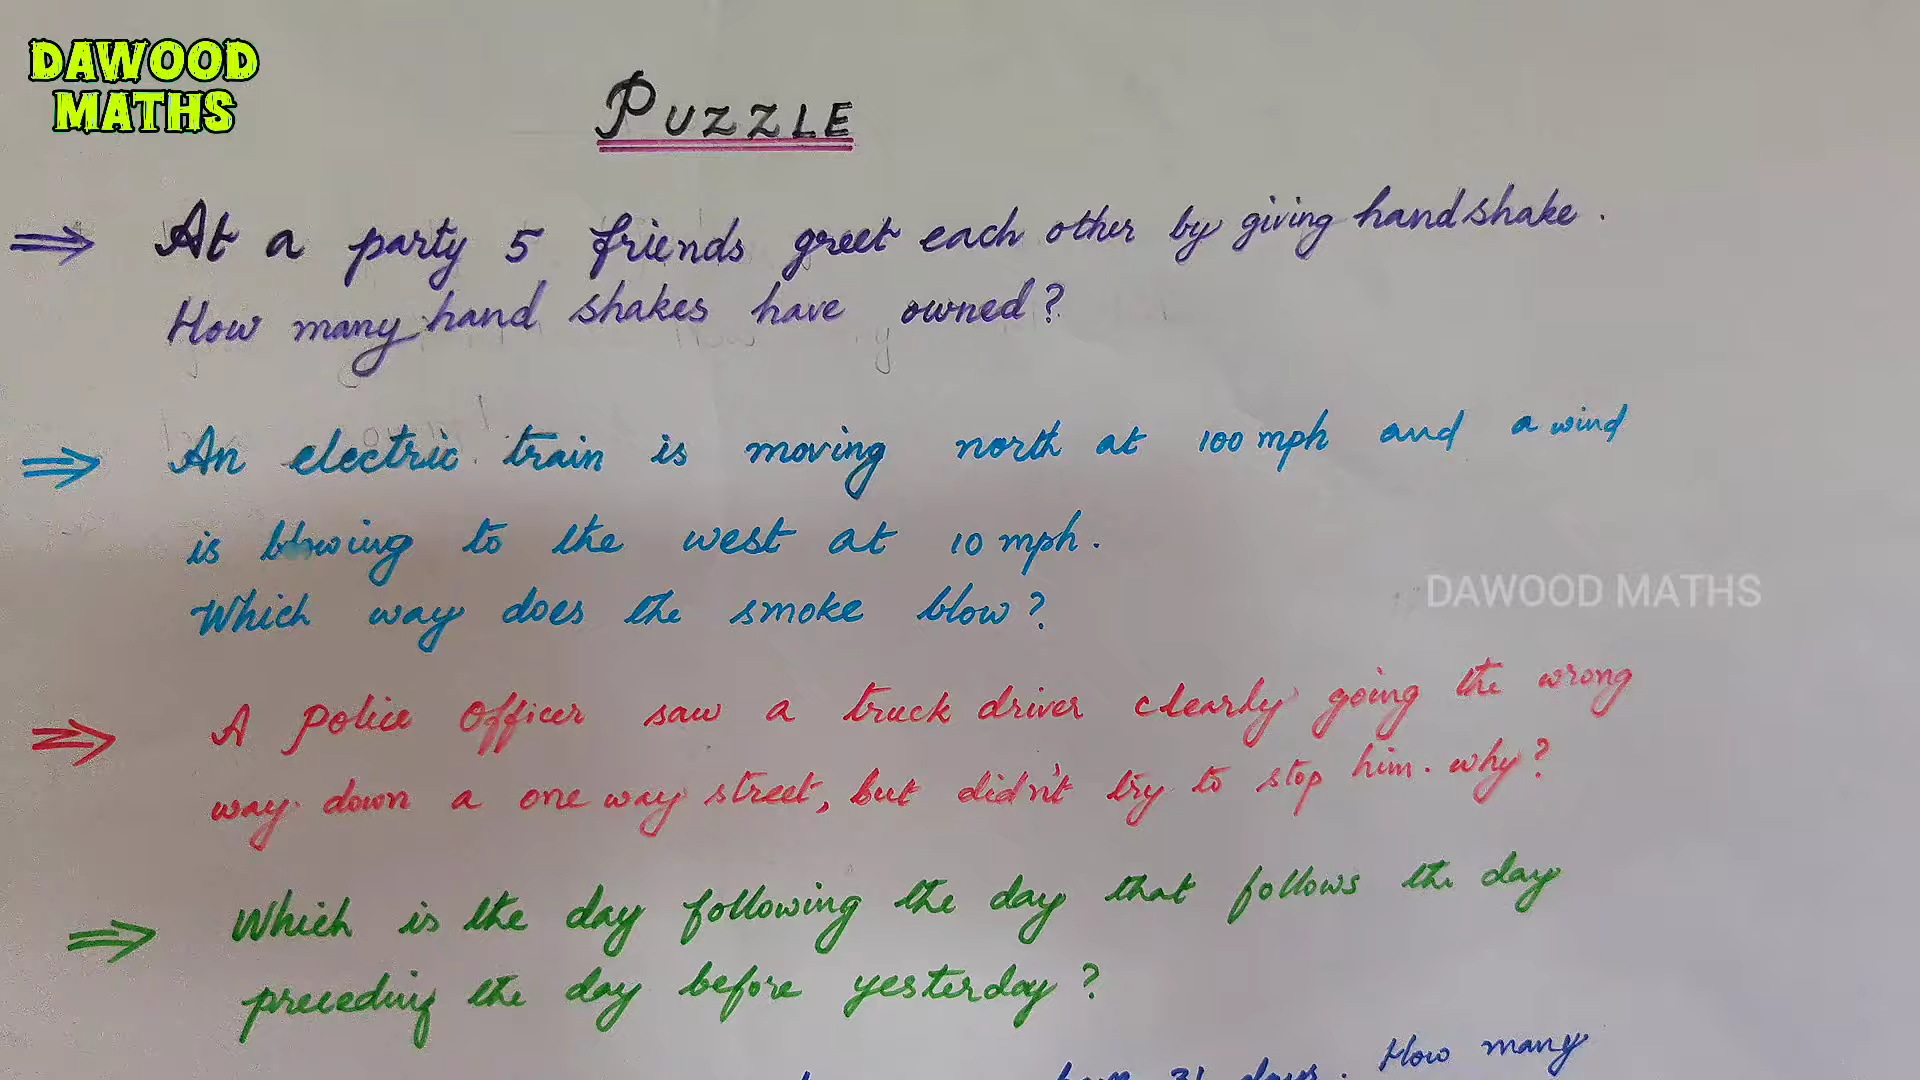 DAWOOD
MATHS
PUZZLE
⇒ At a party 5 friends greet each other by giving handshake.
How many hand shakes have owned?
⇒ An electric train is moving north at 100 mph and a wind
is blowing to the west at 10 mph.
Which way does the smoke blow?
DAWOOD MATHS
⇒ A Police Officer saw a truck driver clearly going the wrong
way down a one way street, but didn't try to stop him. why?
⇒ Which is the day following the day that follows the day
preceding the day before yesterday?
31 days. How many